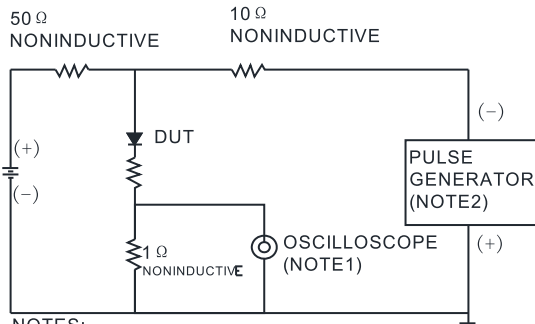 50 Ω
NONINDUCTIVE
10 Ω
NONINDUCTIVE
(−)
(+)
DUT
PULSE
GENERATOR
(NOTE2)
(−)
1 Ω
NONINDUCTIVE
OSCILLOSCOPE
(NOTE1)
(+)
NOTES: